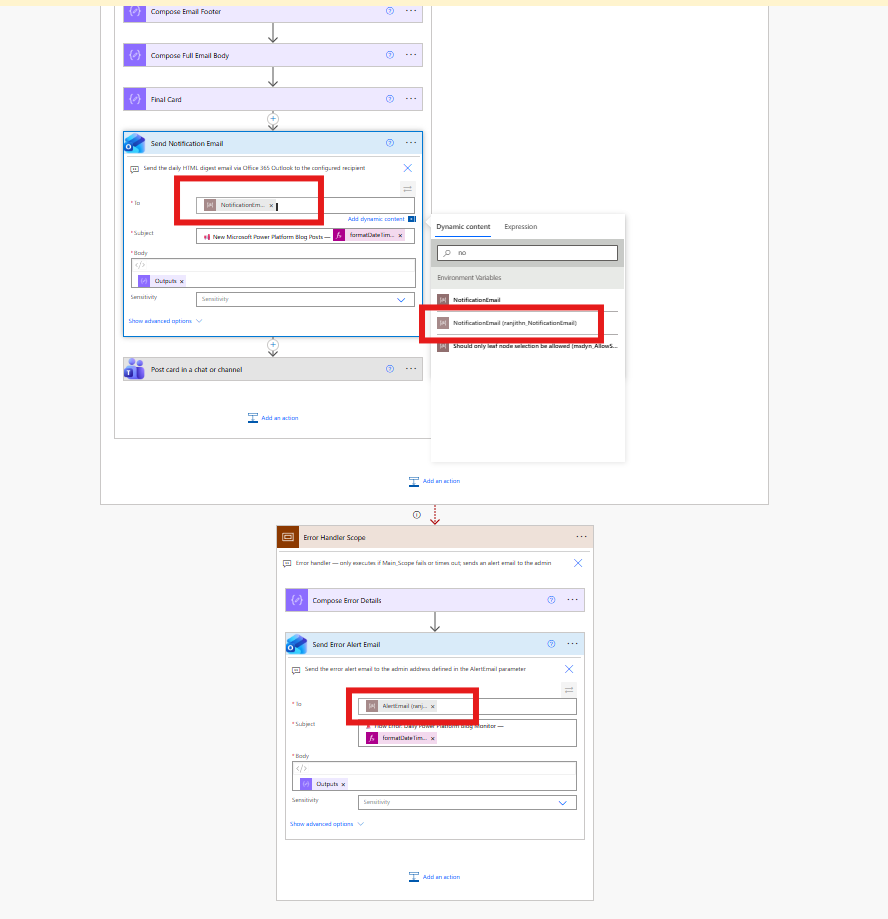 Compose Email Footer
Compose Full Email Body
Final Card
Send Notification Email
Send the daily HTML digest email via Office 365 Outlook to the configured recipient
* To
NotificationEm... ×
Add dynamic content
* Subject
New Microsoft Power Platform Blog Posts —
fx formatDateTim... ×
* Body
</>
Outputs ×
Sensitivity
Sensitivity
Show advanced options
Dynamic content
Expression
no
Environment Variables
NotificationEmail
NotificationEmail (ranjithn_NotificationEmail)
Should only leaf node selection be allowed (msdyn_AllowS...
Post card in a chat or channel
Add an action
Add an action
Error Handler Scope
Error handler — only executes if Main_Scope fails or times out; sends an alert email to the admin
Compose Error Details
Send Error Alert Email
Send the error alert email to the admin address defined in the AlertEmail parameter
* To
AlertEmail (ranj... ×
* Subject
Flow Error: Daily Power Platform Blog Monitor —
fx formatDateTim... ×
* Body
</>
Outputs ×
Sensitivity
Sensitivity
Show advanced options
Add an action